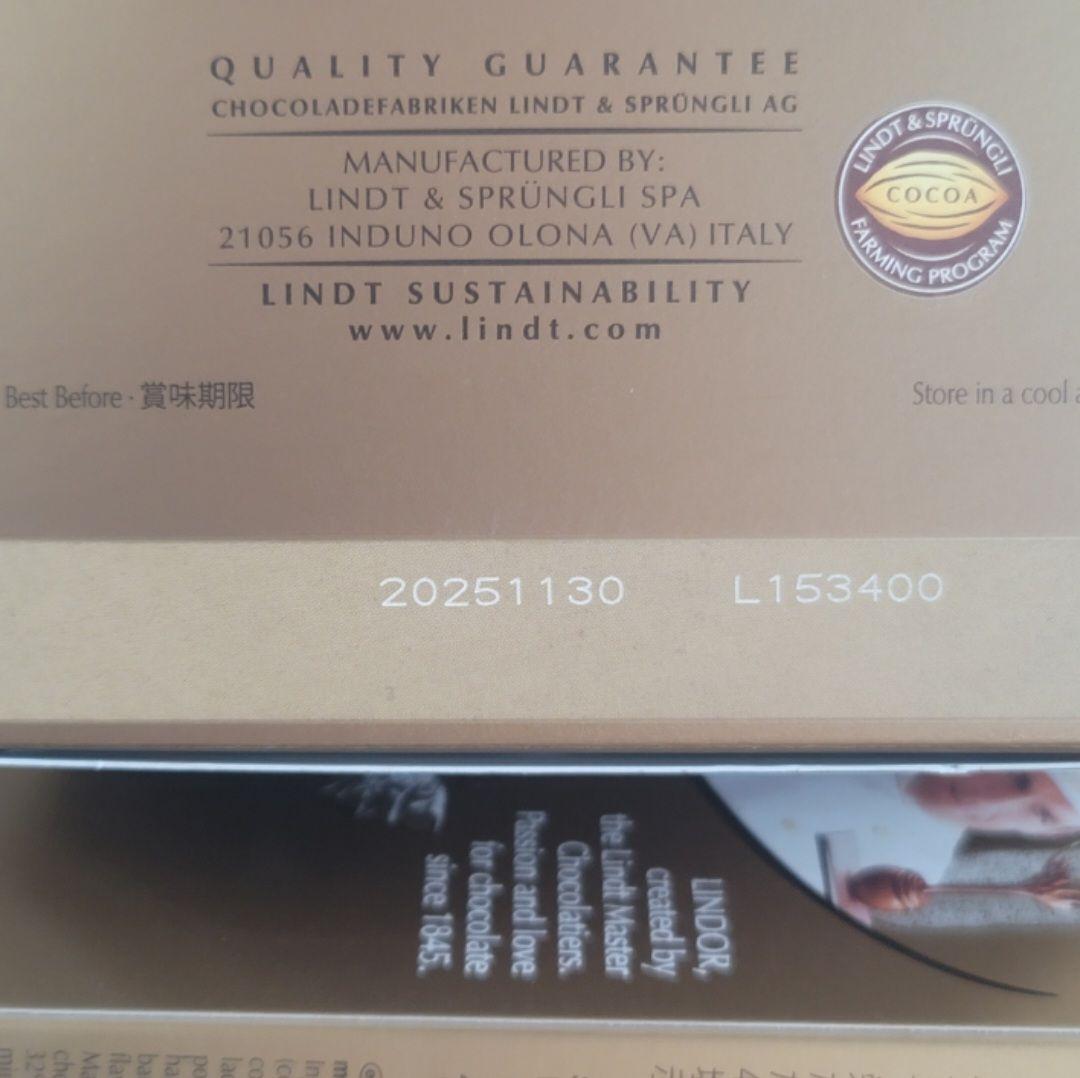 QUALITY GUARANTEE
CHOCOLADEFABRIKEN LINDT & SPRÜNGLI AG
MANUFACTURED BY:
LINDT & SPRÜNGLI SPA
21056 INDUNO OLONA (VA) ITALY
LINDT SUSTAINABILITY
www.lindt.com
LINDT & SPRÜNGLI
COCOA
FARMING PROGRAM
Best Before · 賞味期限
Store in a cool
20251130 L153400
LINDOR,
created by
the Lindt Master
Chocolatiers.
Passion and love
for chocolate
since 1845.